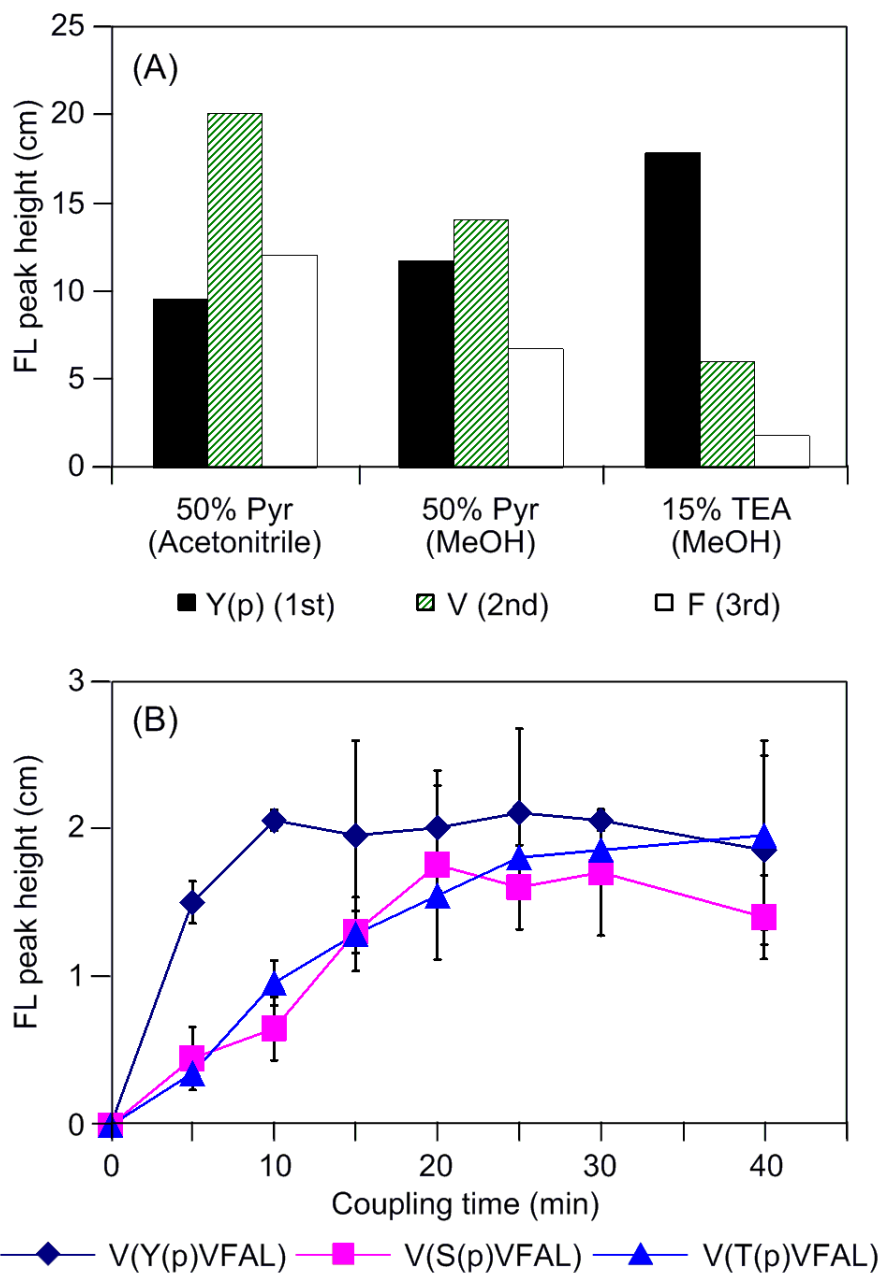 (A)
FL peak height (cm)
25
20
15
10
5
0
50% Pyr (Acetonitrile)
50% Pyr (MeOH)
15% TEA (MeOH)
Y(p) (1st) V (2nd) F (3rd)
(B)
FL peak height (cm)
3
2
1
0
0 10 20 30 40
Coupling time (min)
V(Y(p)VFAL) V(S(p)VFAL) V(T(p)VFAL)